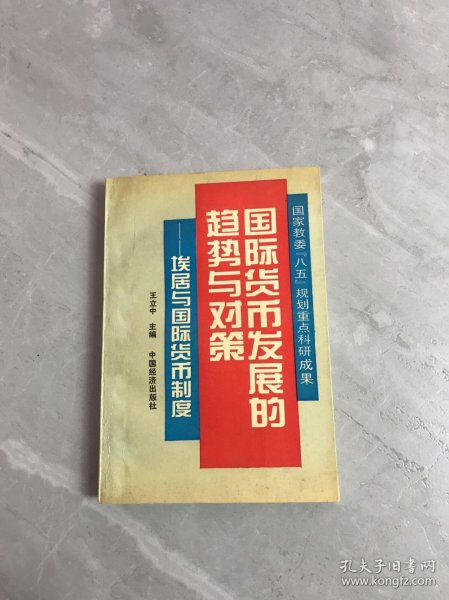 国家教委“八五”规划重点科研成果
国际货币发展的
趋势与对策
——埃居与国际货币制度
王立中 主编 中国经济出版社
孔夫子旧书网
www.kongfz.com